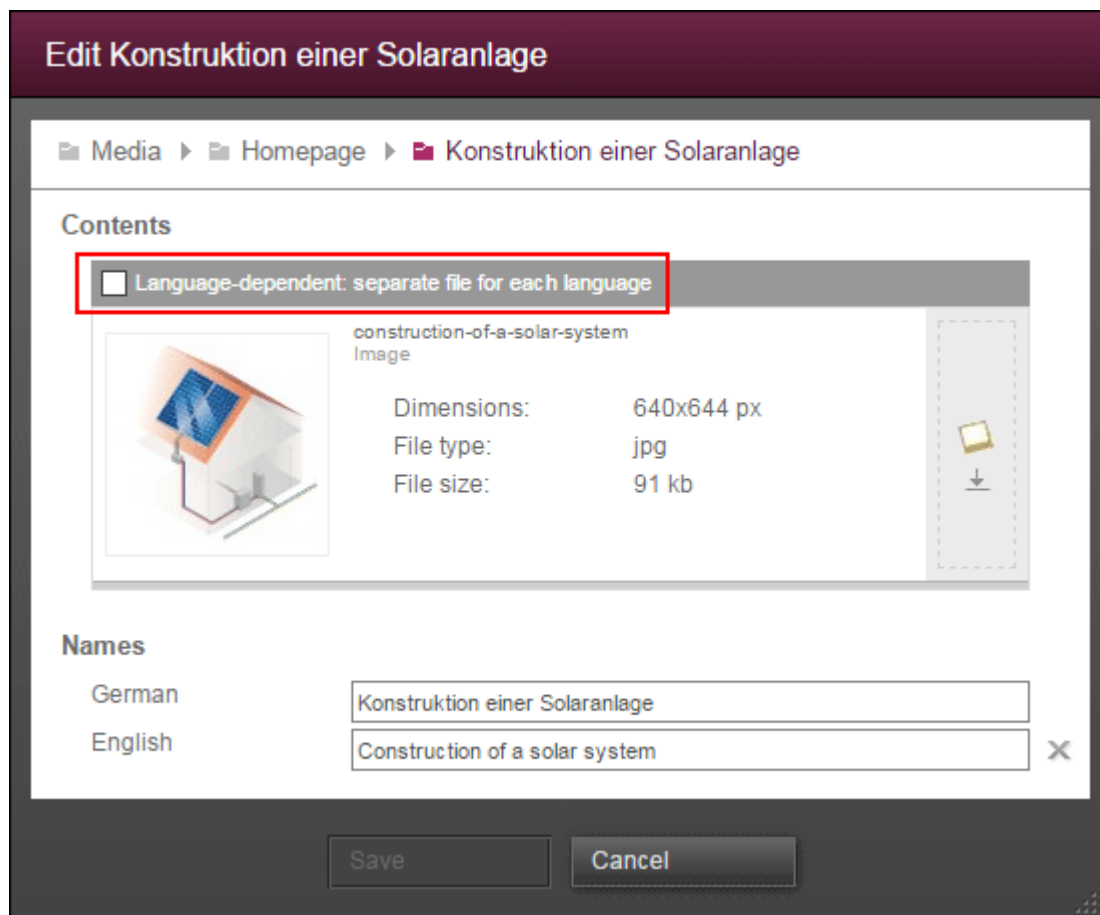 Edit Konstruktion einer Solaranlage
Media Homepage Konstruktion einer Solaranlage
Contents
Language-dependent: separate file for each language
construction-of-a-solar-system
Image
Dimensions: 640x644 px
File type: jpg
File size: 91 kb
Names
German Konstruktion einer Solaranlage
English Construction of a solar system
Save Cancel